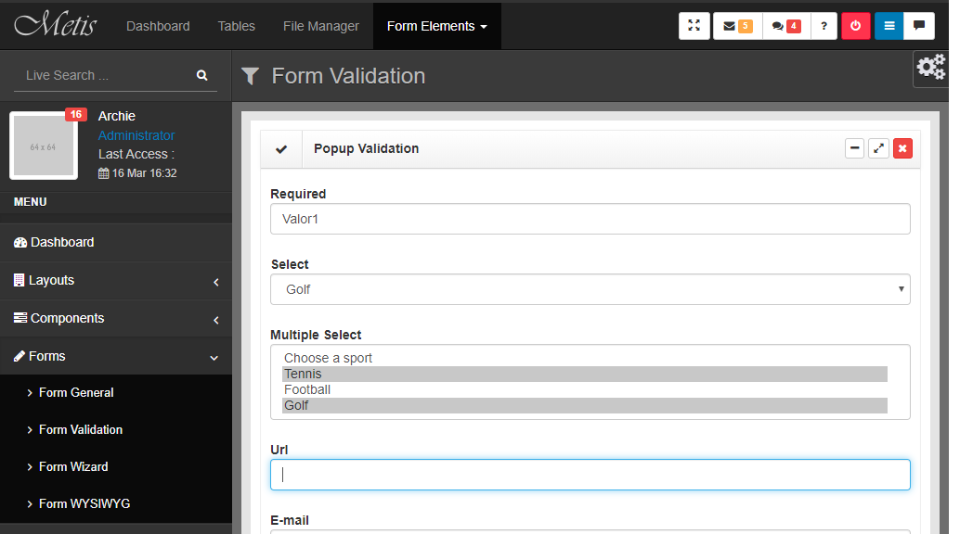 Metis
Dashboard
Tables
File Manager
Form Elements
5
4
?
Live Search ...
Form Validation
16
64 x 64
Archie
Administrator
Last Access :
16 Mar 16:32
MENU
Dashboard
Layouts
Components
Forms
Form General
Form Validation
Form Wizard
Form WYSIWYG
Popup Validation
Required
Valor1
Select
Golf
Multiple Select
Choose a sport
Tennis
Football
Golf
Url
E-mail